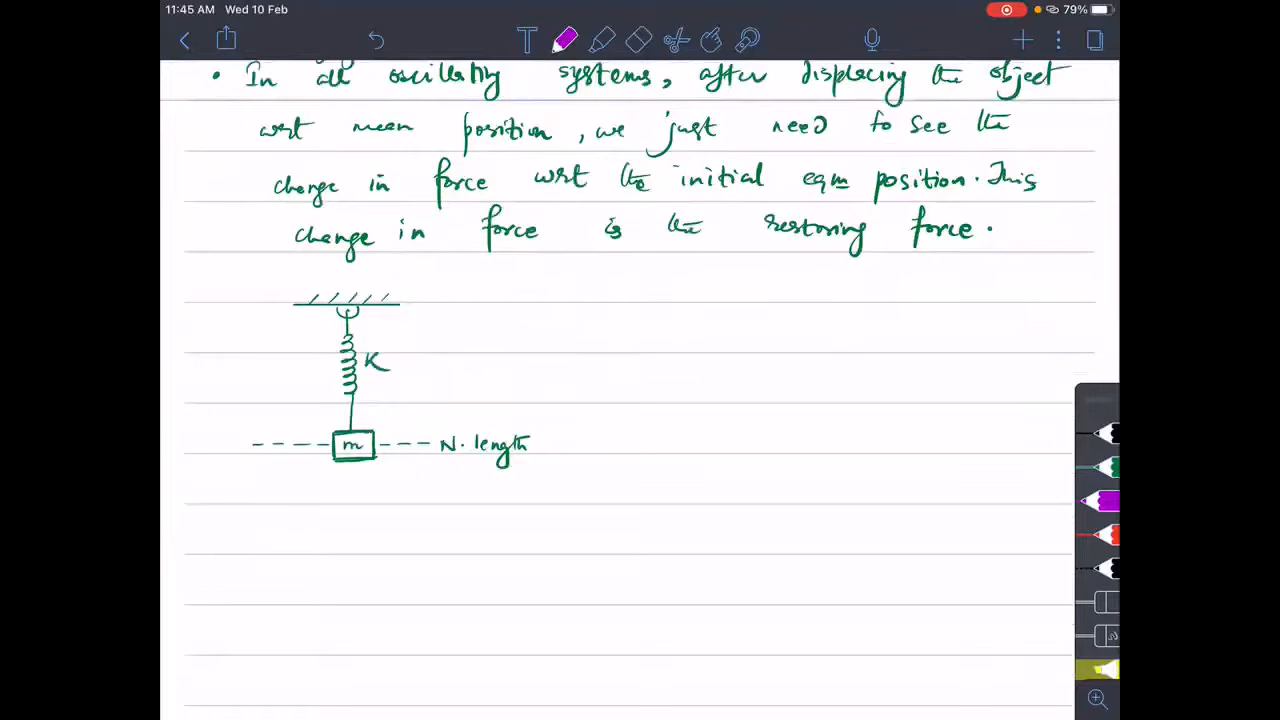 11:45 AM Wed 10 Feb
79%
T
• In all oscillating systems, after displacing the object
wrt mean position, we just need to see the
change in force wrt the initial eqm position. This
change in force is the restoring force.
K
m
N. length